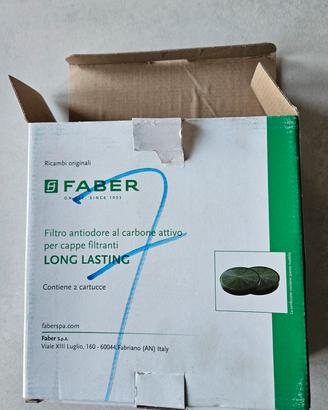 Ricambi originali
FABER
SINCE 1955
Filtro antiodore al carbone attivo
per cappe filtranti
LONG LASTING
Contiene 2 cartucce
faberspa.com
Faber S.p.A.
Viale XIII Luglio, 160 - 60044 Fabriano (AN) Italy